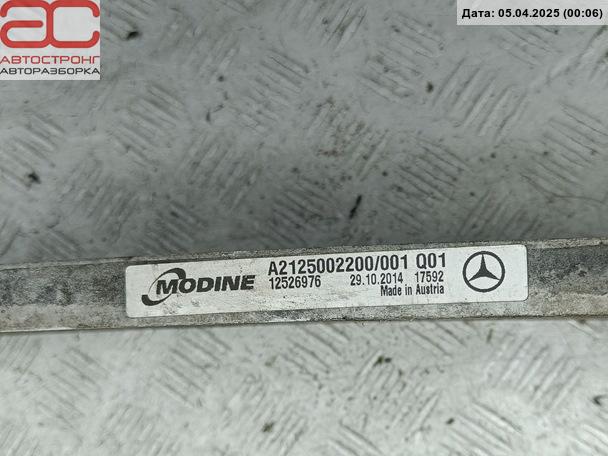 Дата: 05.04.2025 (00:06)
АС
АВТОСТРОНГ
АВТОРАЗБОРКА
MODINE
A2125002200/001 Q01
12526976 29.10.2014 17592
Made in Austria